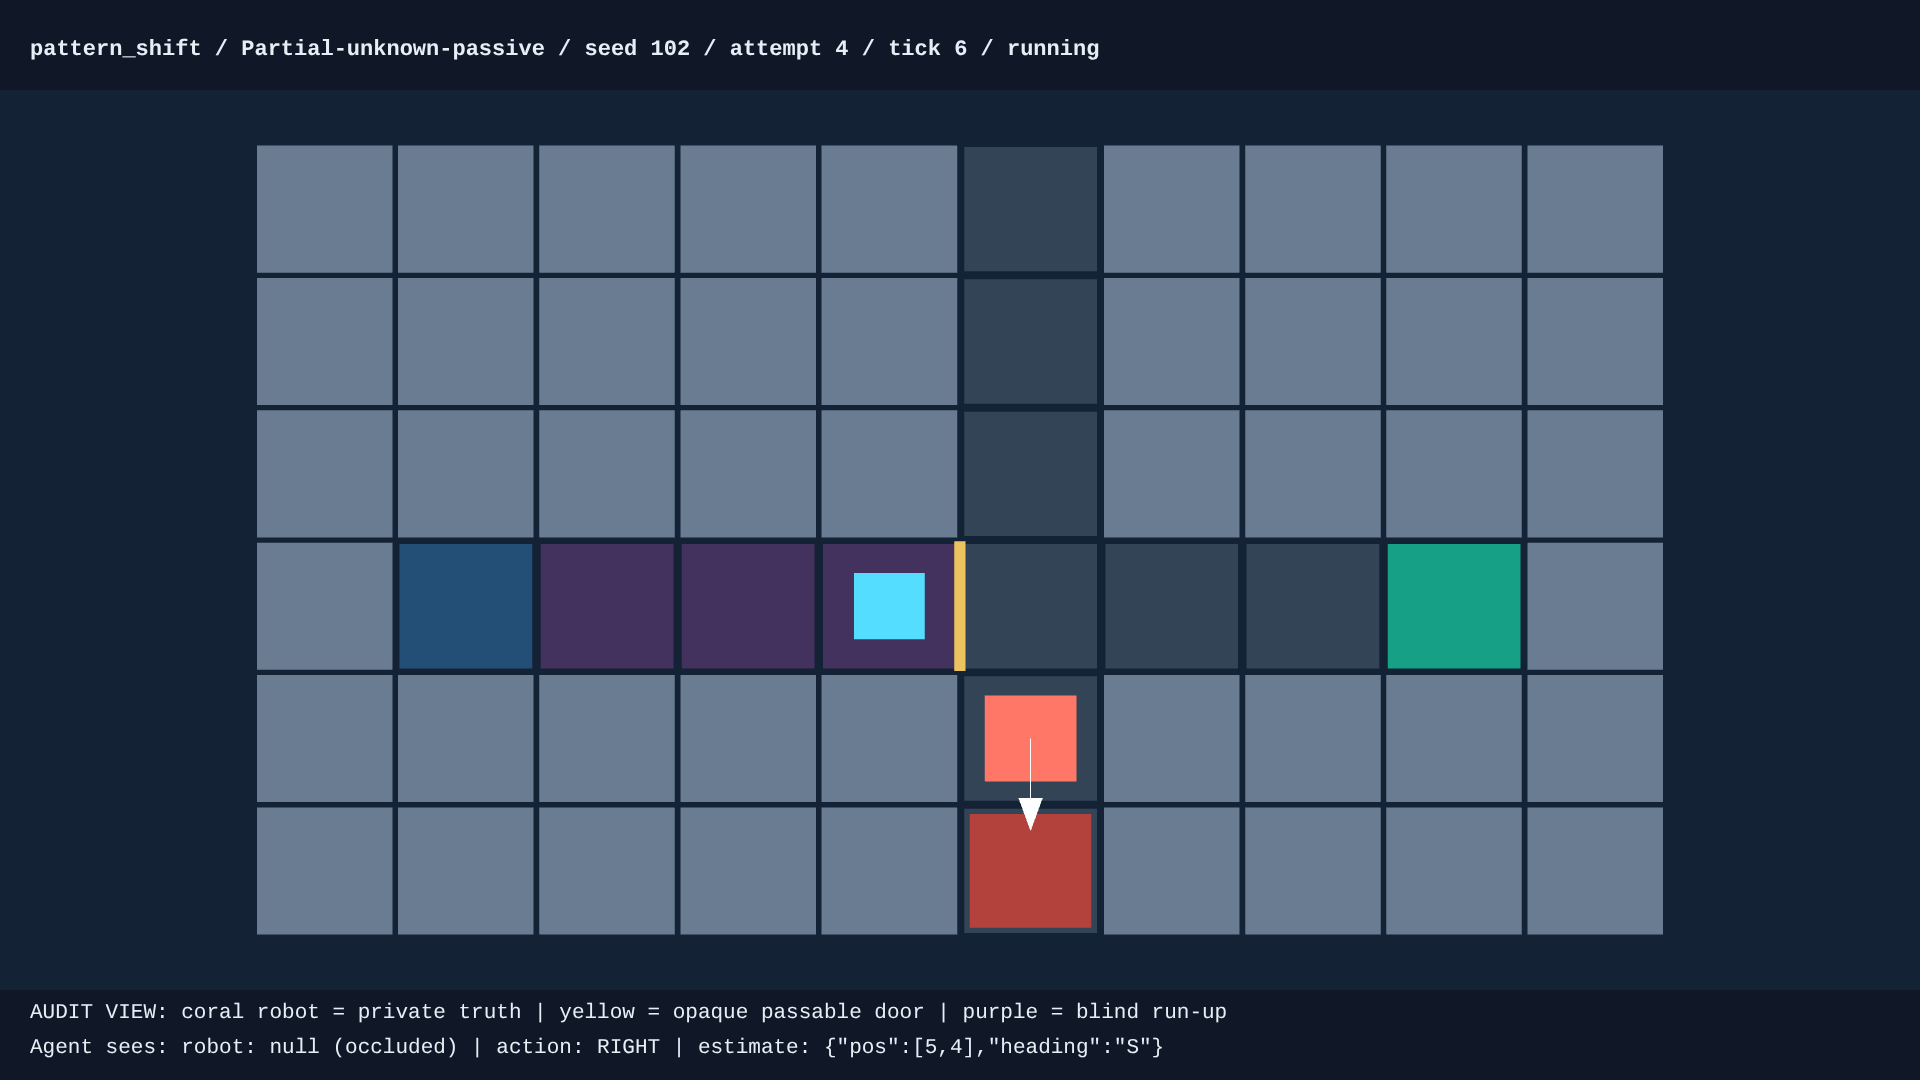 pattern_shift / Partial-unknown-passive / seed 102 / attempt 4 / tick 6 / running
AUDIT VIEW: coral robot = private truth | yellow = opaque passable door | purple = blind run-up
Agent sees: robot: null (occluded) | action: RIGHT | estimate: {"pos":[5,4],"heading":"S"}